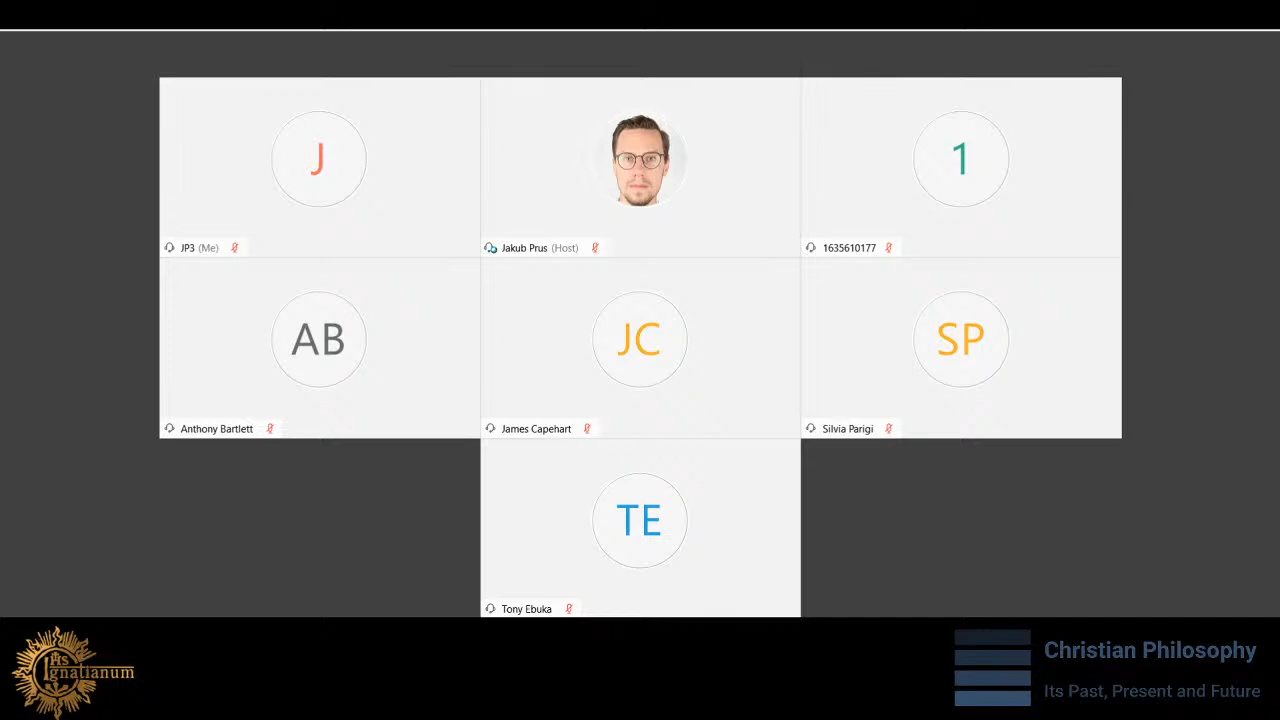 J
1
JP3 (Me)
Jakub Prus (Host)
1635610177
AB
JC
SP
Anthony Bartlett
James Capehart
Silvia Parigi
TE
Tony Ebuka
IHS
Ignatianum
Christian Philosophy
Its Past, Present and Future